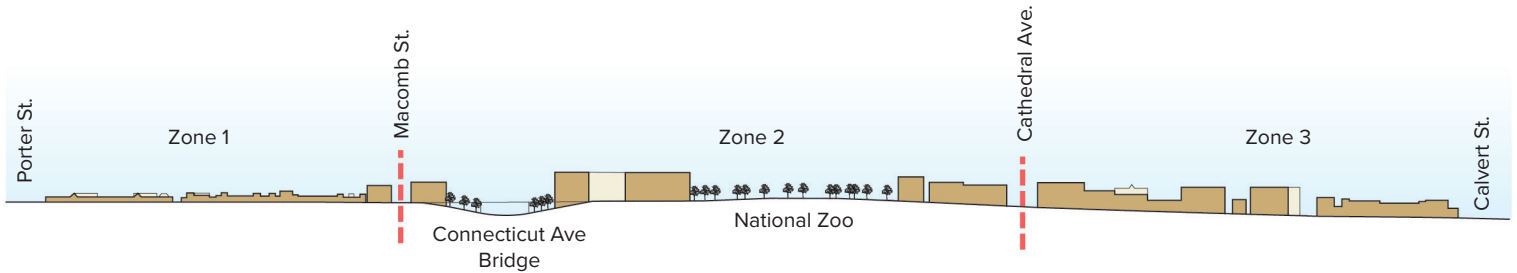 Porter St.
Zone 1
Macomb St.
Connecticut Ave
Bridge
Zone 2
National Zoo
Cathedral Ave.
Zone 3
Calvert St.